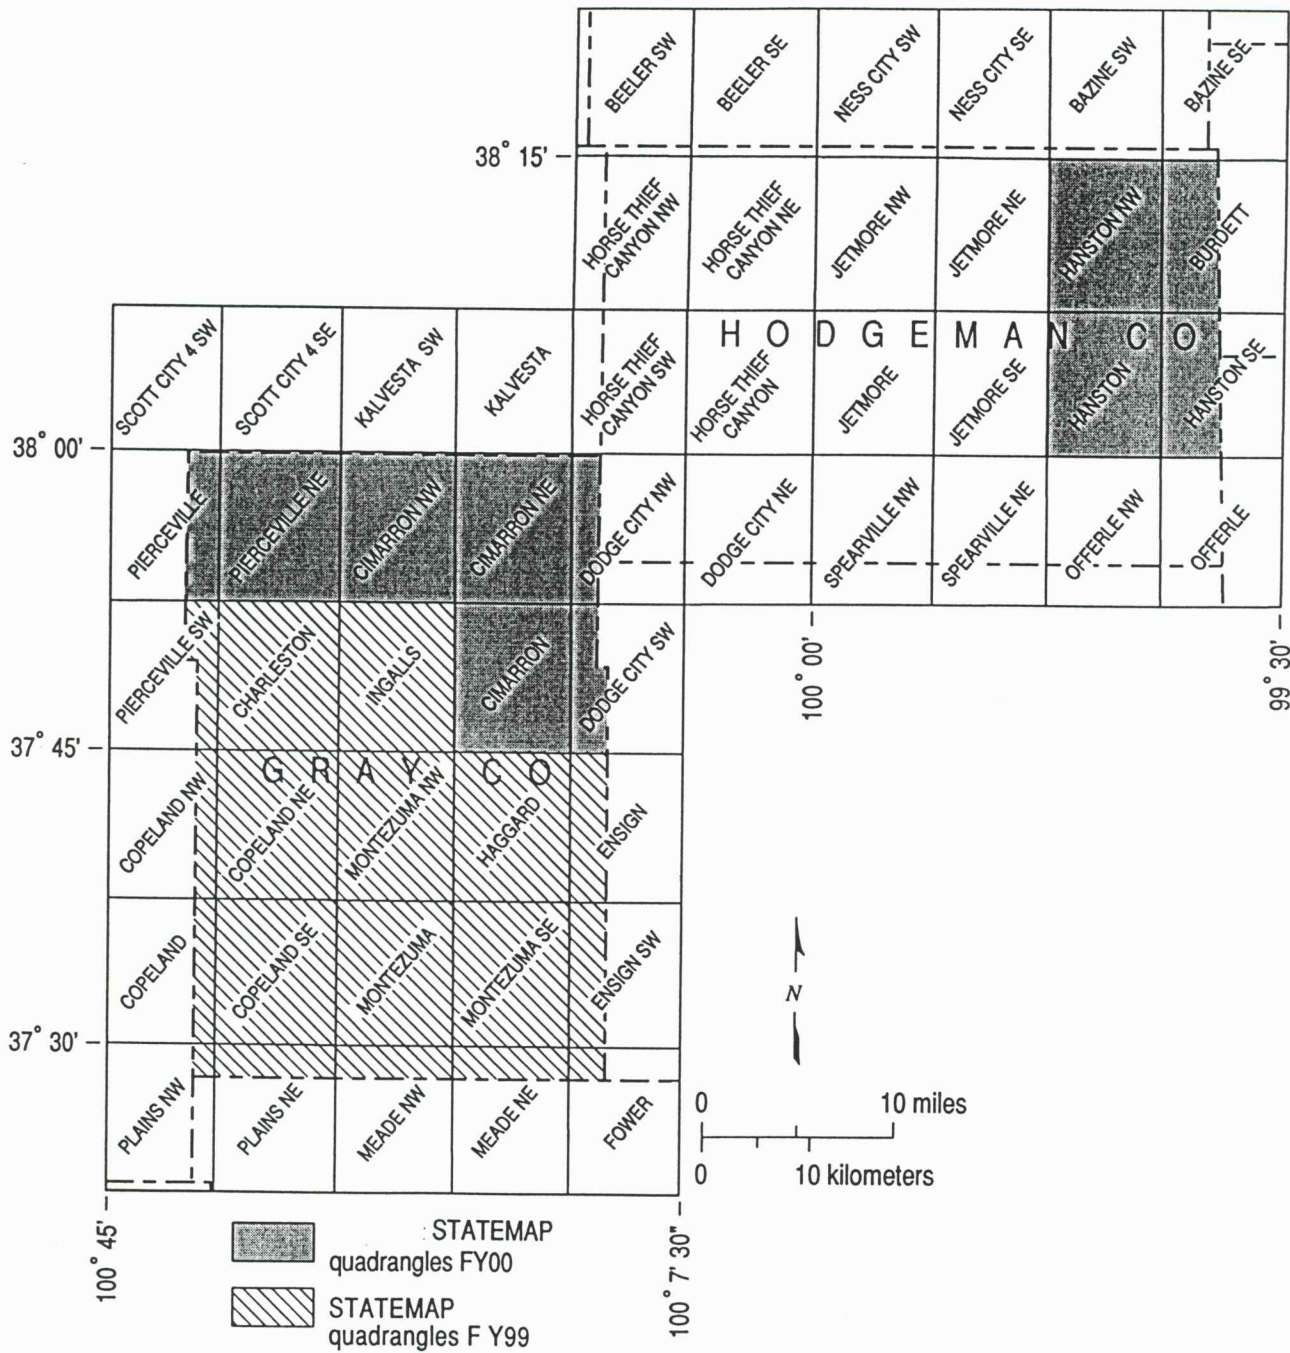 BEELER SW
BEELER SE
NESS CITY SW
NESS CITY SE
BAZINE SW
BAZINE SE
38° 15'
HORSE THIEF
CANYON NW
HORSE THIEF
CANYON NE
JETMORE NW
JETMORE NE
HANSTON NW
BURDETT
HODGEMAN CO
SCOTT CITY 4 SW
SCOTT CITY 4 SE
KALVESTA SW
KALVESTA
HORSE THIEF
CANYON SW
HORSE THIEF
CANYON
JETMORE
JETMORE SE
HANSTON
HANSTON SE
38° 00'
PIERCEVILLE
PIERCEVILLE NE
CIMARRON NW
CIMARRON NE
DODGE CITY NW
DODGE CITY NE
SPEARVILLE NW
SPEARVILLE NE
OFFERLE NW
OFFERLE
PIERCEVILLE SW
CHARLESTON
INGALLS
CIMARRON
DODGE CITY SW
100° 00'
99° 30'
37° 45'
GRAY CO
COPELAND NW
COPELAND NE
MONTEZUMA NW
HAGGARD
ENSIGN
COPELAND
COPELAND SE
MONTEZUMA
MONTEZUMA SE
ENSIGN SW
N
37° 30'
PLAINS NW
PLAINS NE
MEADE NW
MEADE NE
FOWER
0 10 miles
0 10 kilometers
100° 45'
100° 7' 30"
STATEMAP
quadrangles FY00
STATEMAP
quadrangles F Y99